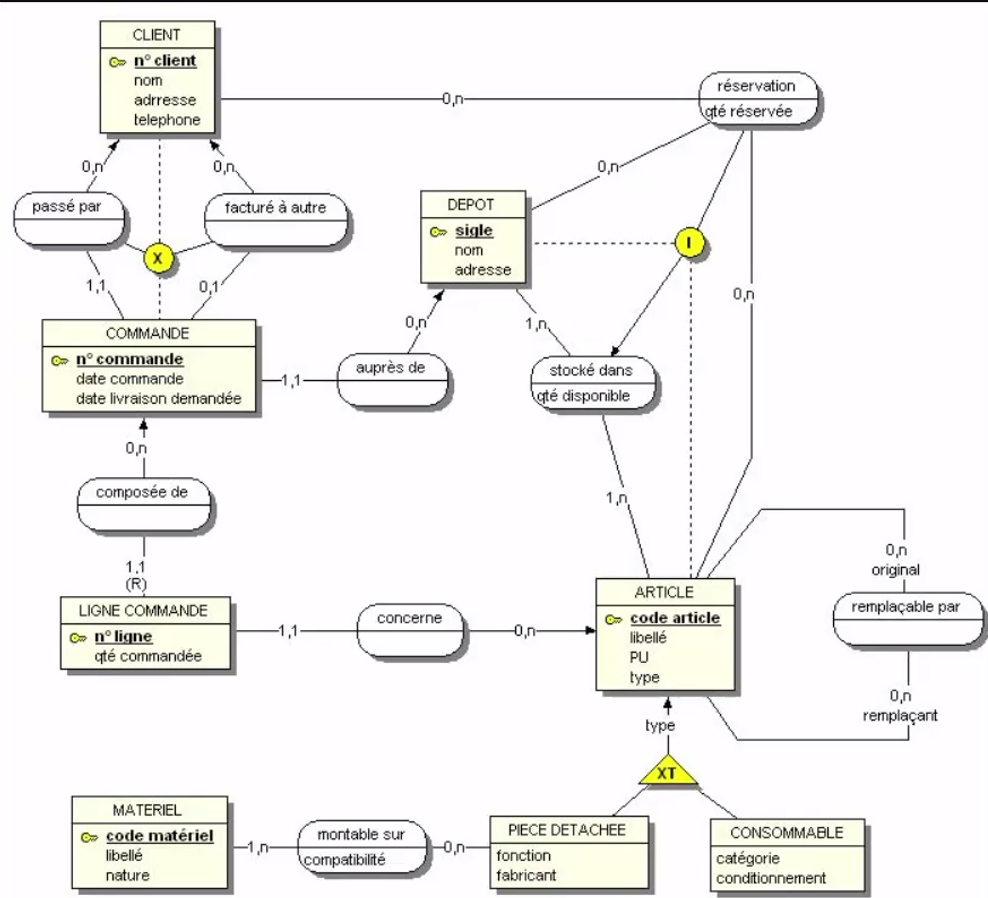 CLIENT
n° client
nom
adrresse
telephone
0,n
réservation
qté réservée
0,n
0,n
0,n
passé par
facturé à autre
X
DEPOT
sigle
nom
adresse
I
1,1
0,1
0,n
0,n
1,n
COMMANDE
n° commande
date commande
date livraison demandée
1,1
auprès de
stocké dans
qté disponible
0,n
composée de
1,n
1,1
(R)
0,n
original
LIGNE COMMANDE
n° ligne
qté commandée
1,1
concerne
0,n
ARTICLE
code article
libellé
PU
type
remplaçable par
0,n
remplaçant
type
XT
MATERIEL
code matériel
libellé
nature
1,n
montable sur
compatibilité
0,n
PIECE DETACHEE
fonction
fabricant
CONSOMMABLE
catégorie
conditionnement